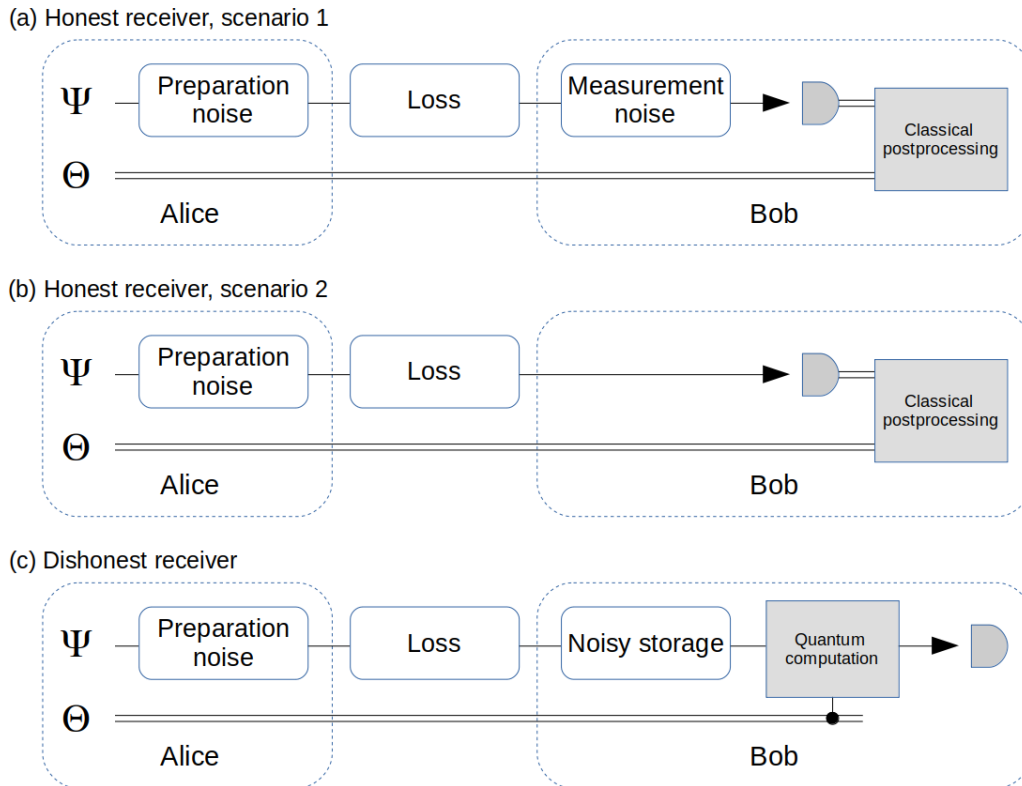 (a) Honest receiver, scenario 1
Ψ
Preparation
noise
Loss
Measurement
noise
Classical
postprocessing
Θ
Alice
Bob
(b) Honest receiver, scenario 2
Ψ
Preparation
noise
Loss
Classical
postprocessing
Θ
Alice
Bob
(c) Dishonest receiver
Ψ
Preparation
noise
Loss
Noisy storage
Quantum
computation
Θ
Alice
Bob